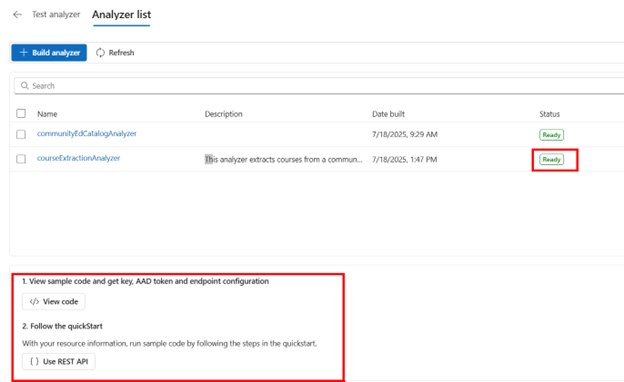 Test analyzer Analyzer list
Build analyzer Refresh
Search
Name Description Date built Status
communityEdCatalogAnalyzer 7/18/2025, 9:29 AM Ready
courseExtractionAnalyzer This analyzer extracts courses from a commun... 7/18/2025, 1:47 PM Ready
1. View sample code and get key, AAD token and endpoint configuration
</> View code
2. Follow the quickStart
With your resource information, run sample code by following the steps in the quickstart.
{ } Use REST API